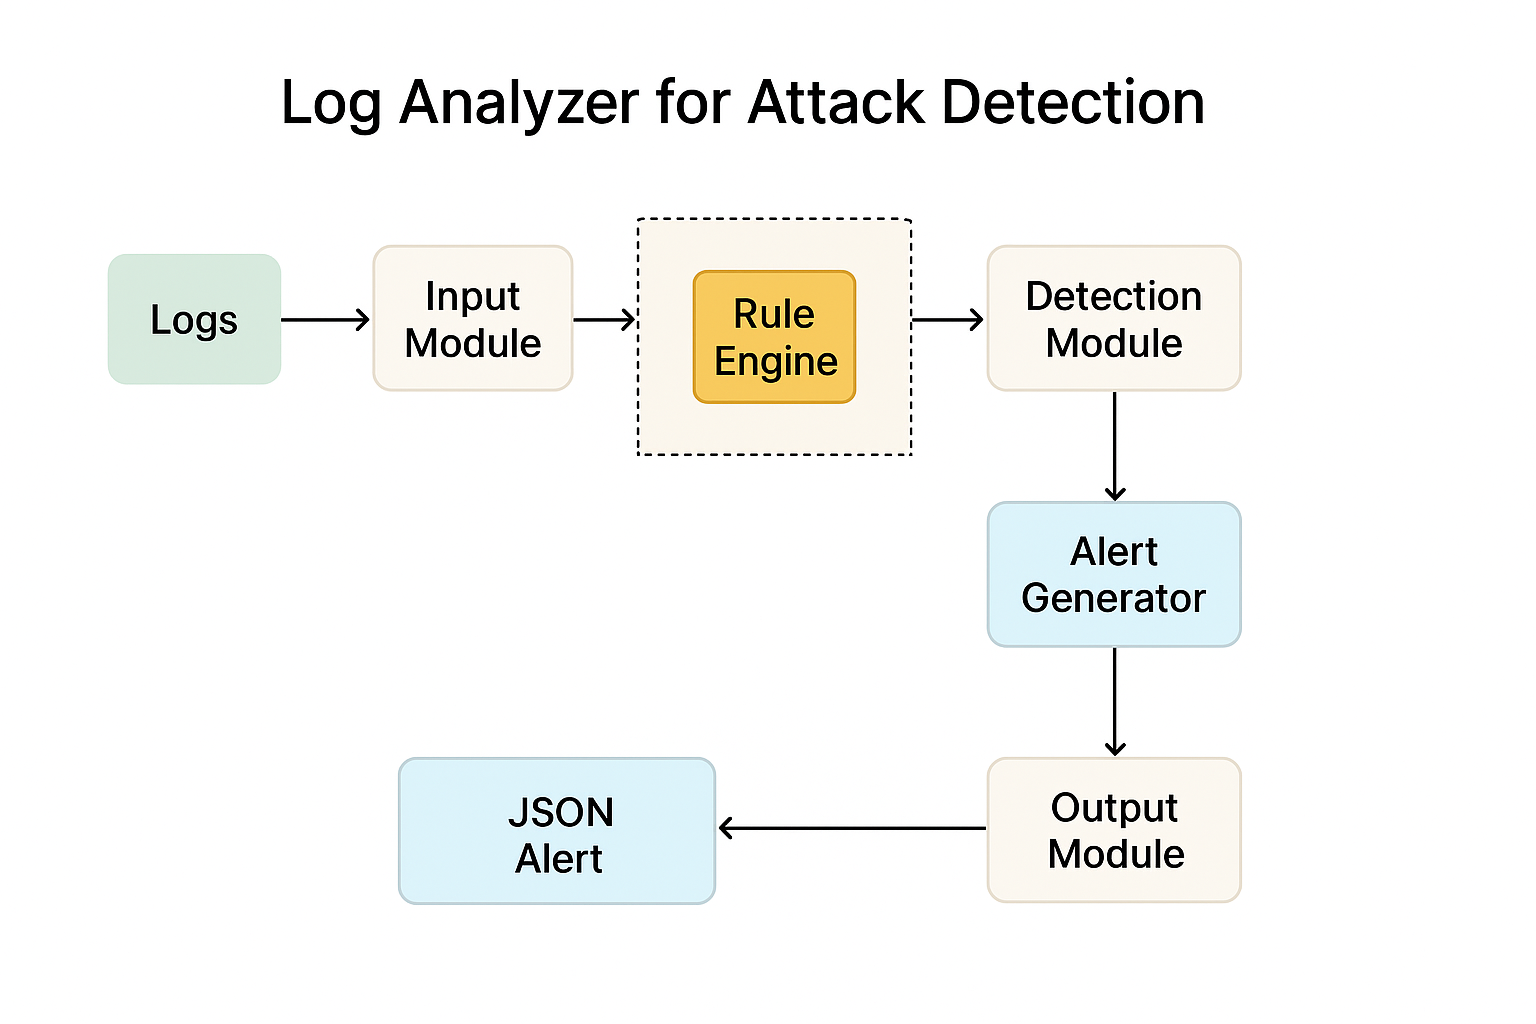 Log Analyzer for Attack Detection
Logs
Input
Module
Rule
Engine
Detection
Module
Alert
Generator
Output
Module
JSON
Alert